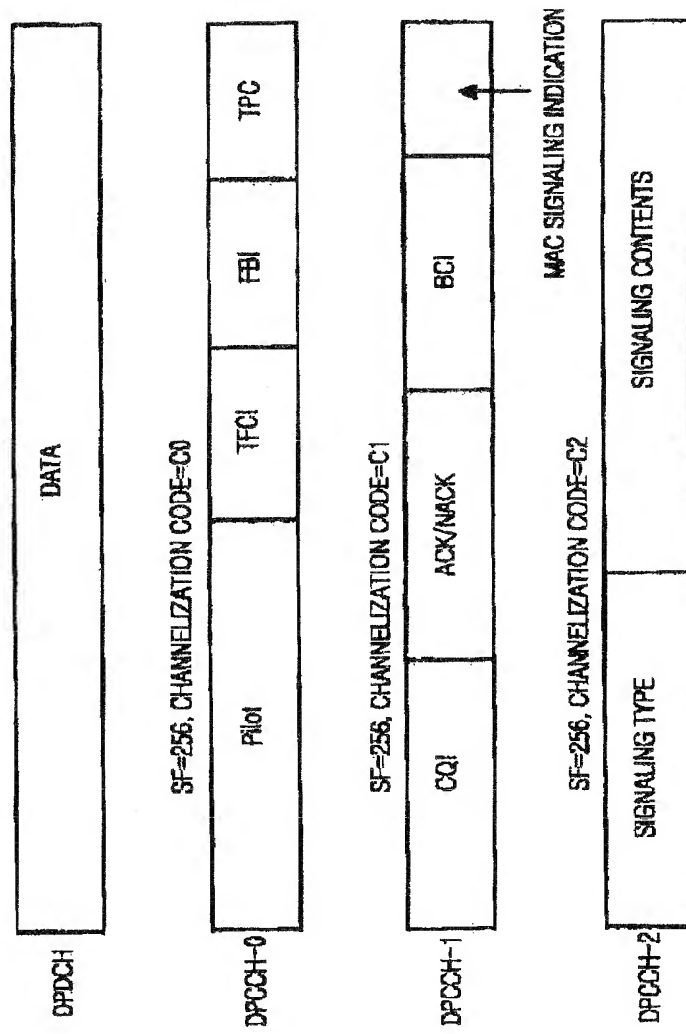 DPDCH
DATA
SF=256, CHANNELIZATION CODE=C0
DPCCH-0
Pilot
TFCI
FBI
TPC
SF=256, CHANNELIZATION CODE=C1
DPCCH-1
CQI
ACK/NACK
BCI
MAC SIGNALING INDICATION
SF=256, CHANNELIZATION CODE=C2
DPCCH-2
SIGNALING TYPE
SIGNALING CONTENTS